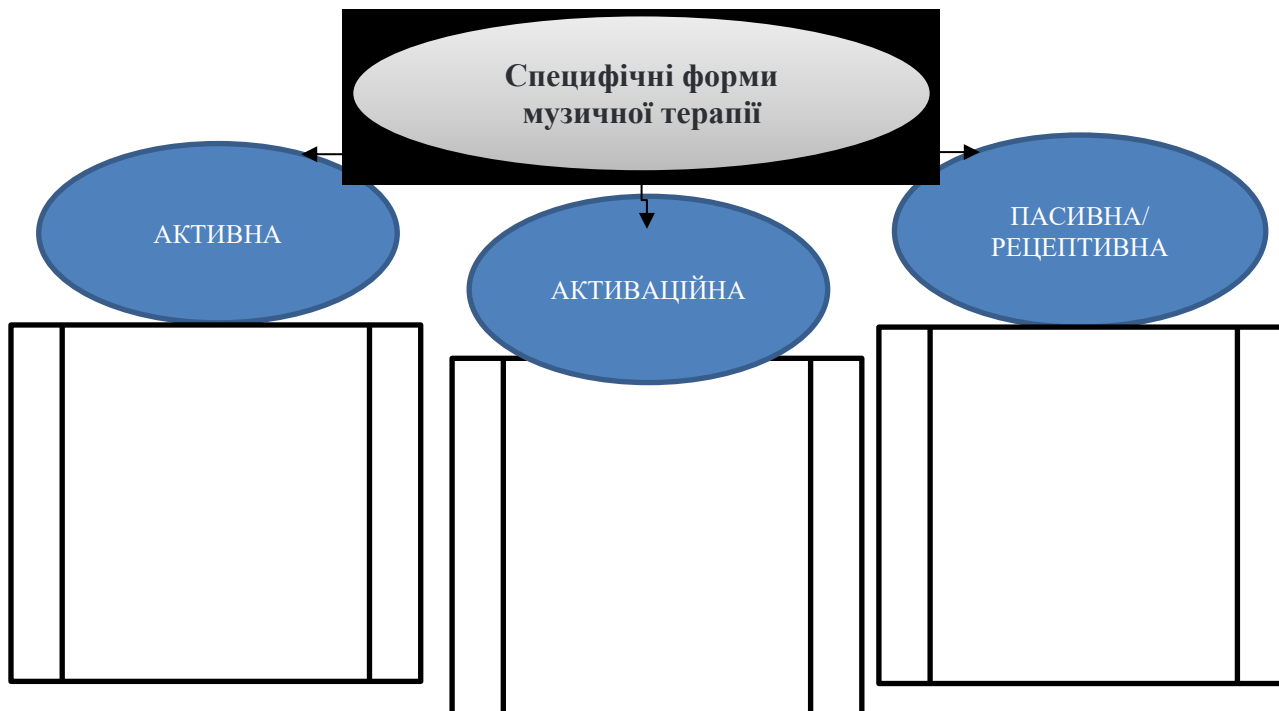 Специфічні форми
музичної терапії
АКТИВНА
АКТИВАЦІЙНА
ПАСИВНА/
РЕЦЕПТИВНА